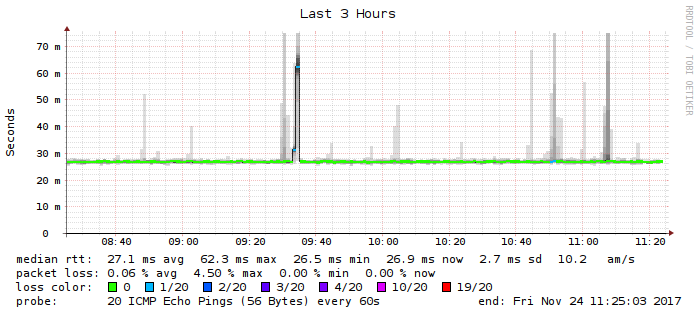 Last 3 Hours
RRDTOOL / TOBI OETIKER
Seconds
70 m
60 m
50 m
40 m
30 m
20 m
10 m
0
08:40 09:00 09:20 09:40 10:00 10:20 10:40 11:00 11:20
median rtt: 27.1 ms avg 62.3 ms max 26.5 ms min 26.9 ms now 2.7 ms sd 10.2 am/s
packet loss: 0.06 % avg 4.50 % max 0.00 % min 0.00 % now
loss color: 0 1/20 2/20 3/20 4/20 10/20 19/20
probe: 20 ICMP Echo Pings (56 Bytes) every 60s end: Fri Nov 24 11:25:03 2017